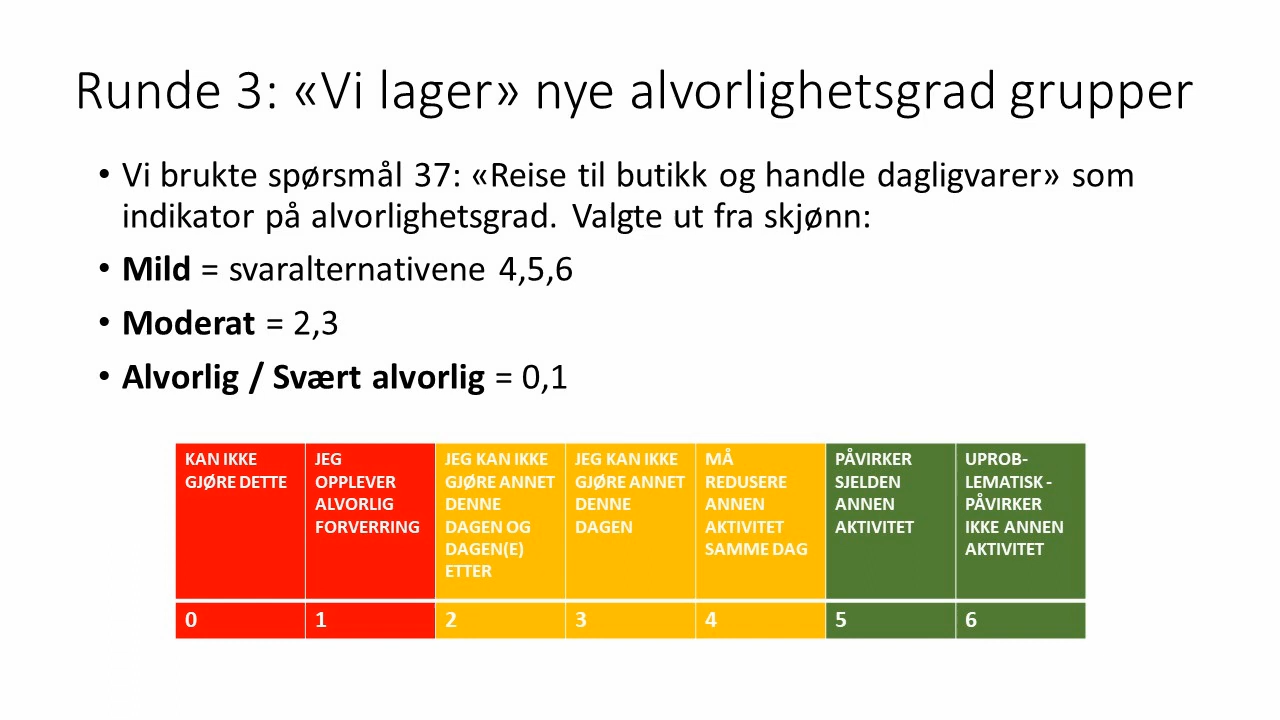 Runde 3: «Vi lager» nye alvorlighetsgrad grupper
• Vi brukte spørsmål 37: «Reise til butikk og handle dagligvarer» som
indikator på alvorlighetsgrad. Valgte ut fra skjønn:
• Mild = svaralternativene 4,5,6
• Moderat = 2,3
• Alvorlig / Svært alvorlig = 0,1
KAN IKKE
GJØRE DETTE
JEG
OPPLEVER
ALVORLIG
FORVERRING
JEG KAN IKKE
GJØRE ANNET
DENNE
DAGEN OG
DAGEN(E)
ETTER
JEG KAN IKKE
GJØRE ANNET
DENNE
DAGEN
MÅ
REDUSERE
ANNEN
AKTIVITET
SAMME DAG
PÅVIRKER
SJELDEN
ANNEN
AKTIVITET
UPROB-
LEMATISK -
PÅVIRKER
IKKE ANNEN
AKTIVITET
0
1
2
3
4
5
6